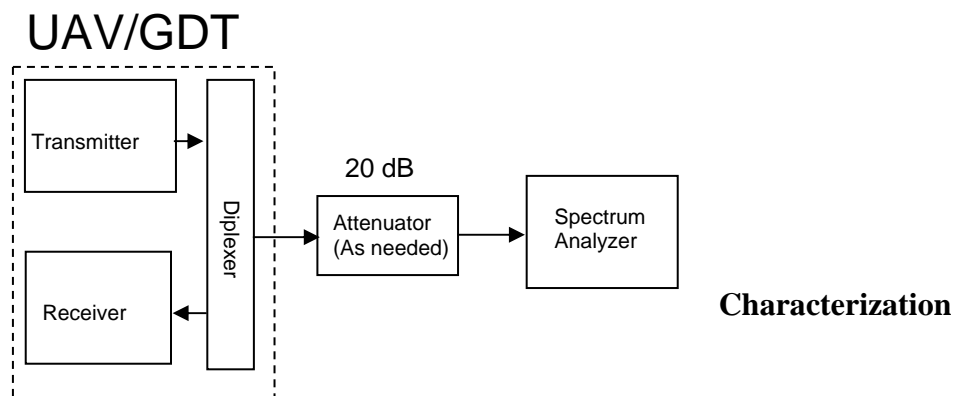 UAV/GDT
Transmitter
Receiver
Diplexer
20 dB
Attenuator
(As needed)
Spectrum
Analyzer
Characterization